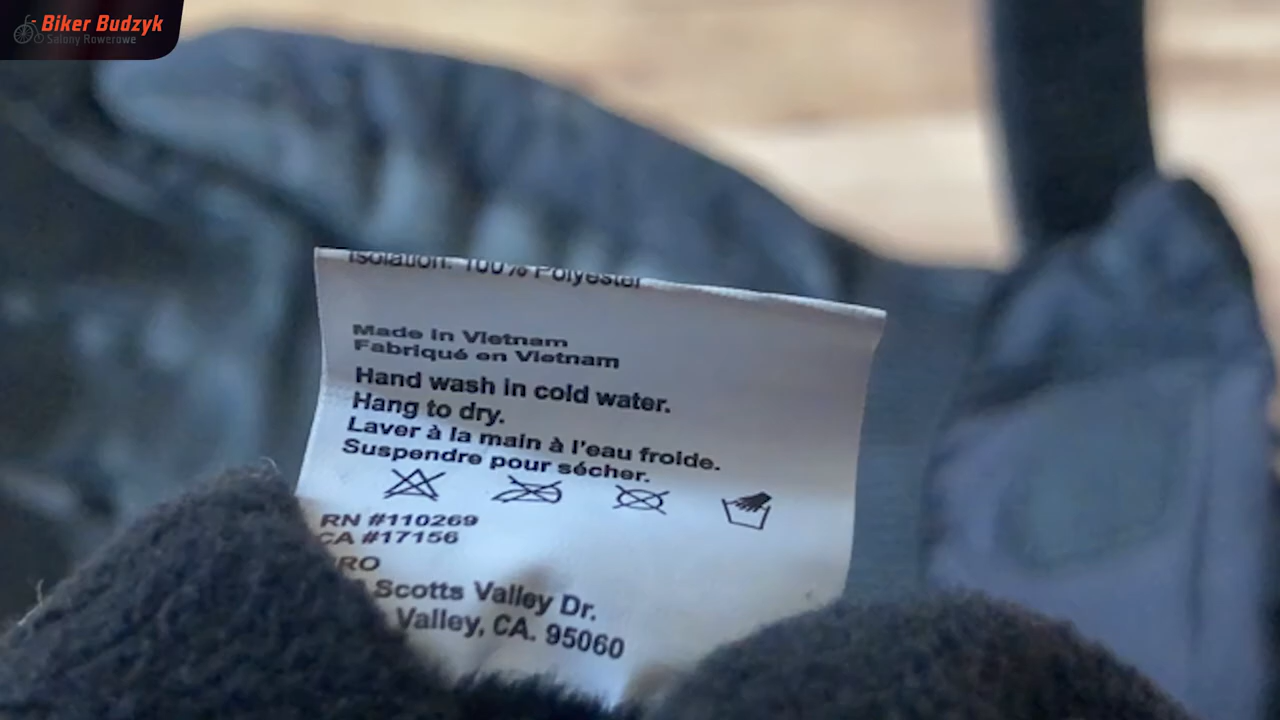 Biker Budzyk
Salony Rowerowe
Isolation: 100% Polyester
Made in Vietnam
Fabriqué en Vietnam
Hand wash in cold water.
Hang to dry.
Laver à la main à l'eau froide.
Suspendre pour sécher.
RN #110269
CA #17156
RO
Scotts Valley Dr.
Valley, CA. 95060